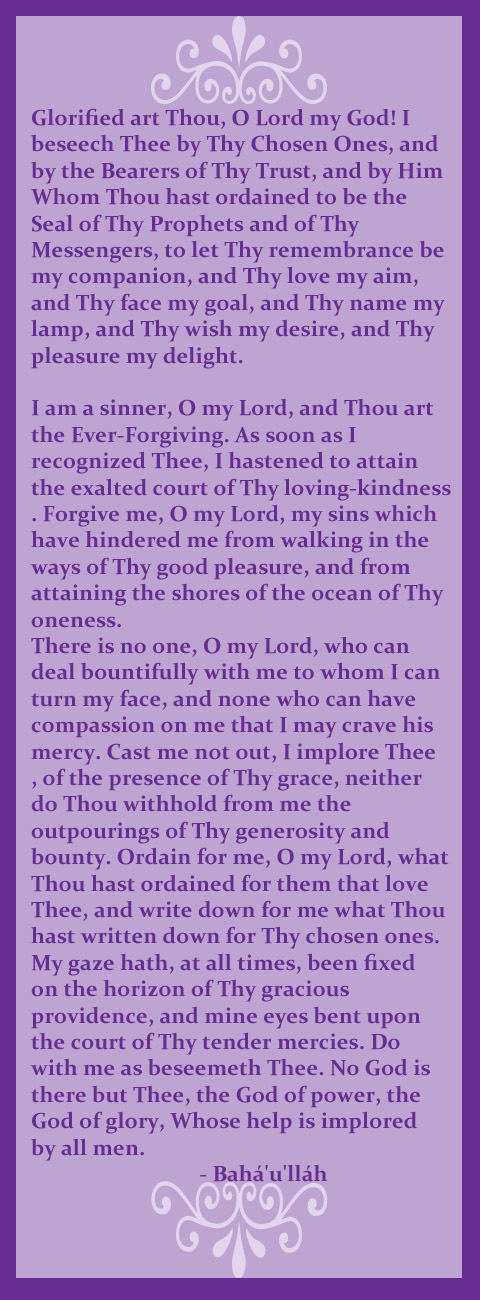 Glorified art Thou, O Lord my God! I
beseech Thee by Thy Chosen Ones, and
by the Bearers of Thy Trust, and by Him
Whom Thou hast ordained to be the
Seal of Thy Prophets and of Thy
Messengers, to let Thy remembrance be
my companion, and Thy love my aim,
and Thy face my goal, and Thy name my
lamp, and Thy wish my desire, and Thy
pleasure my delight.

I am a sinner, O my Lord, and Thou art
the Ever-Forgiving. As soon as I
recognized Thee, I hastened to attain
the exalted court of Thy loving-kindness
. Forgive me, O my Lord, my sins which
have hindered me from walking in the
ways of Thy good pleasure, and from
attaining the shores of the ocean of Thy
oneness.
There is no one, O my Lord, who can
deal bountifully with me to whom I can
turn my face, and none who can have
compassion on me that I may crave his
mercy. Cast me not out, I implore Thee
, of the presence of Thy grace, neither
do Thou withhold from me the
outpourings of Thy generosity and
bounty. Ordain for me, O my Lord, what
Thou hast ordained for them that love
Thee, and write down for me what Thou
hast written down for Thy chosen ones.
My gaze hath, at all times, been fixed
on the horizon of Thy gracious
providence, and mine eyes bent upon
the court of Thy tender mercies. Do
with me as beseemeth Thee. No God is
there but Thee, the God of power, the
God of glory, Whose help is implored
by all men.
- Bahá'u'lláh